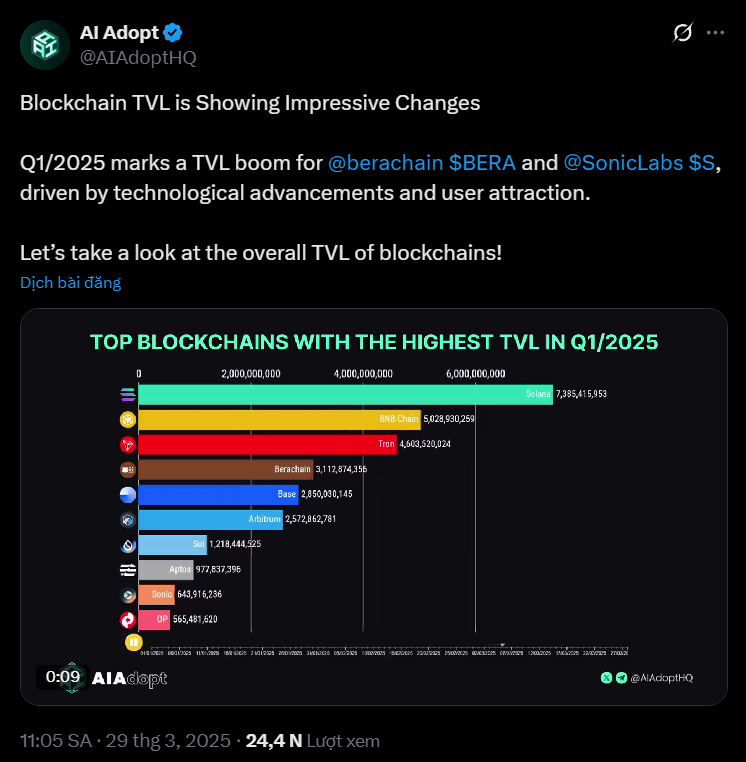 AI Adopt
@AIAdoptHQ
Blockchain TVL is Showing Impressive Changes
Q1/2025 marks a TVL boom for @berachain $BERA and @SonicLabs $S,
driven by technological advancements and user attraction.
Let’s take a look at the overall TVL of blockchains!
Dịch bài đăng
TOP BLOCKCHAINS WITH THE HIGHEST TVL IN Q1/2025
0 2,000,000,000 4,000,000,000 6,000,000,000
Solana 7,385,415,953
BNB Chain 5,028,930,259
Tron 4,603,520,024
Berachain 3,112,874,356
Base 2,850,030,145
Arbitrum 2,572,862,781
Sui 1,218,444,525
Aptos 977,837,396
Sonic 643,916,236
OP 565,481,620
0:09 AIAdopt @AIAdoptHQ
11:05 SA · 29 thg 3, 2025 · 24,4 N Lượt xem